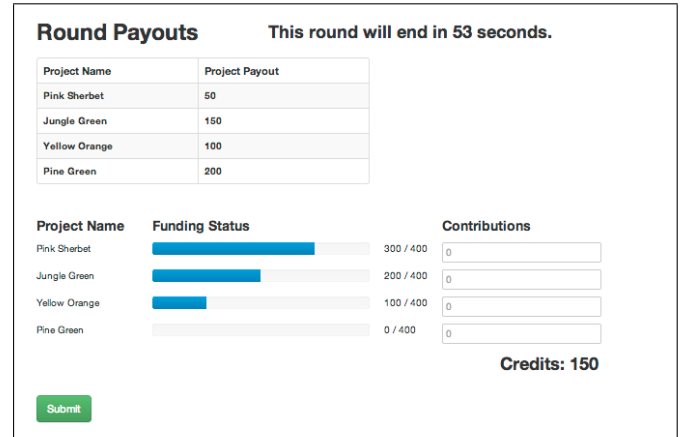 Round Payouts This round will end in 53 seconds.
Project Name Project Payout
Pink Sherbet 50
Jungle Green 150
Yellow Orange 100
Pine Green 200
Project Name Funding Status Contributions
Pink Sherbet 300 / 400 0
Jungle Green 200 / 400 0
Yellow Orange 100 / 400 0
Pine Green 0 / 400 0
Credits: 150
Submit